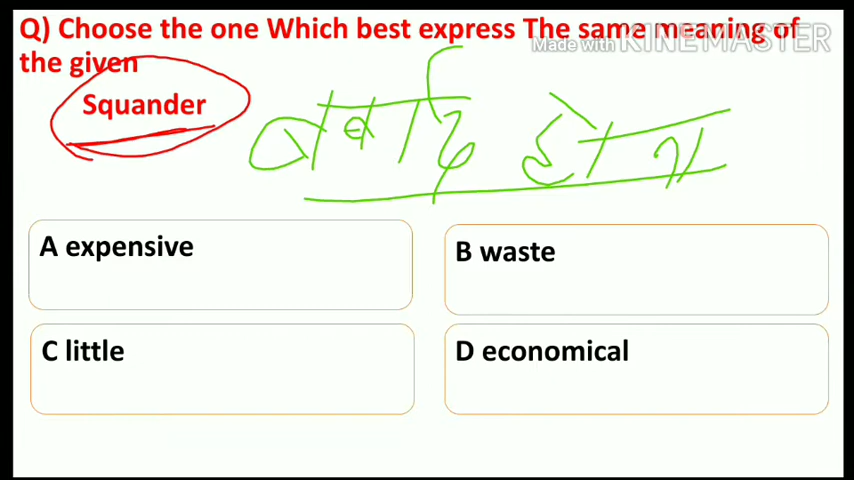 Q) Choose the one Which best express The same meaning of
the given
Made with KINEMASTER
Squander
A expensive
B waste
C little
D economical